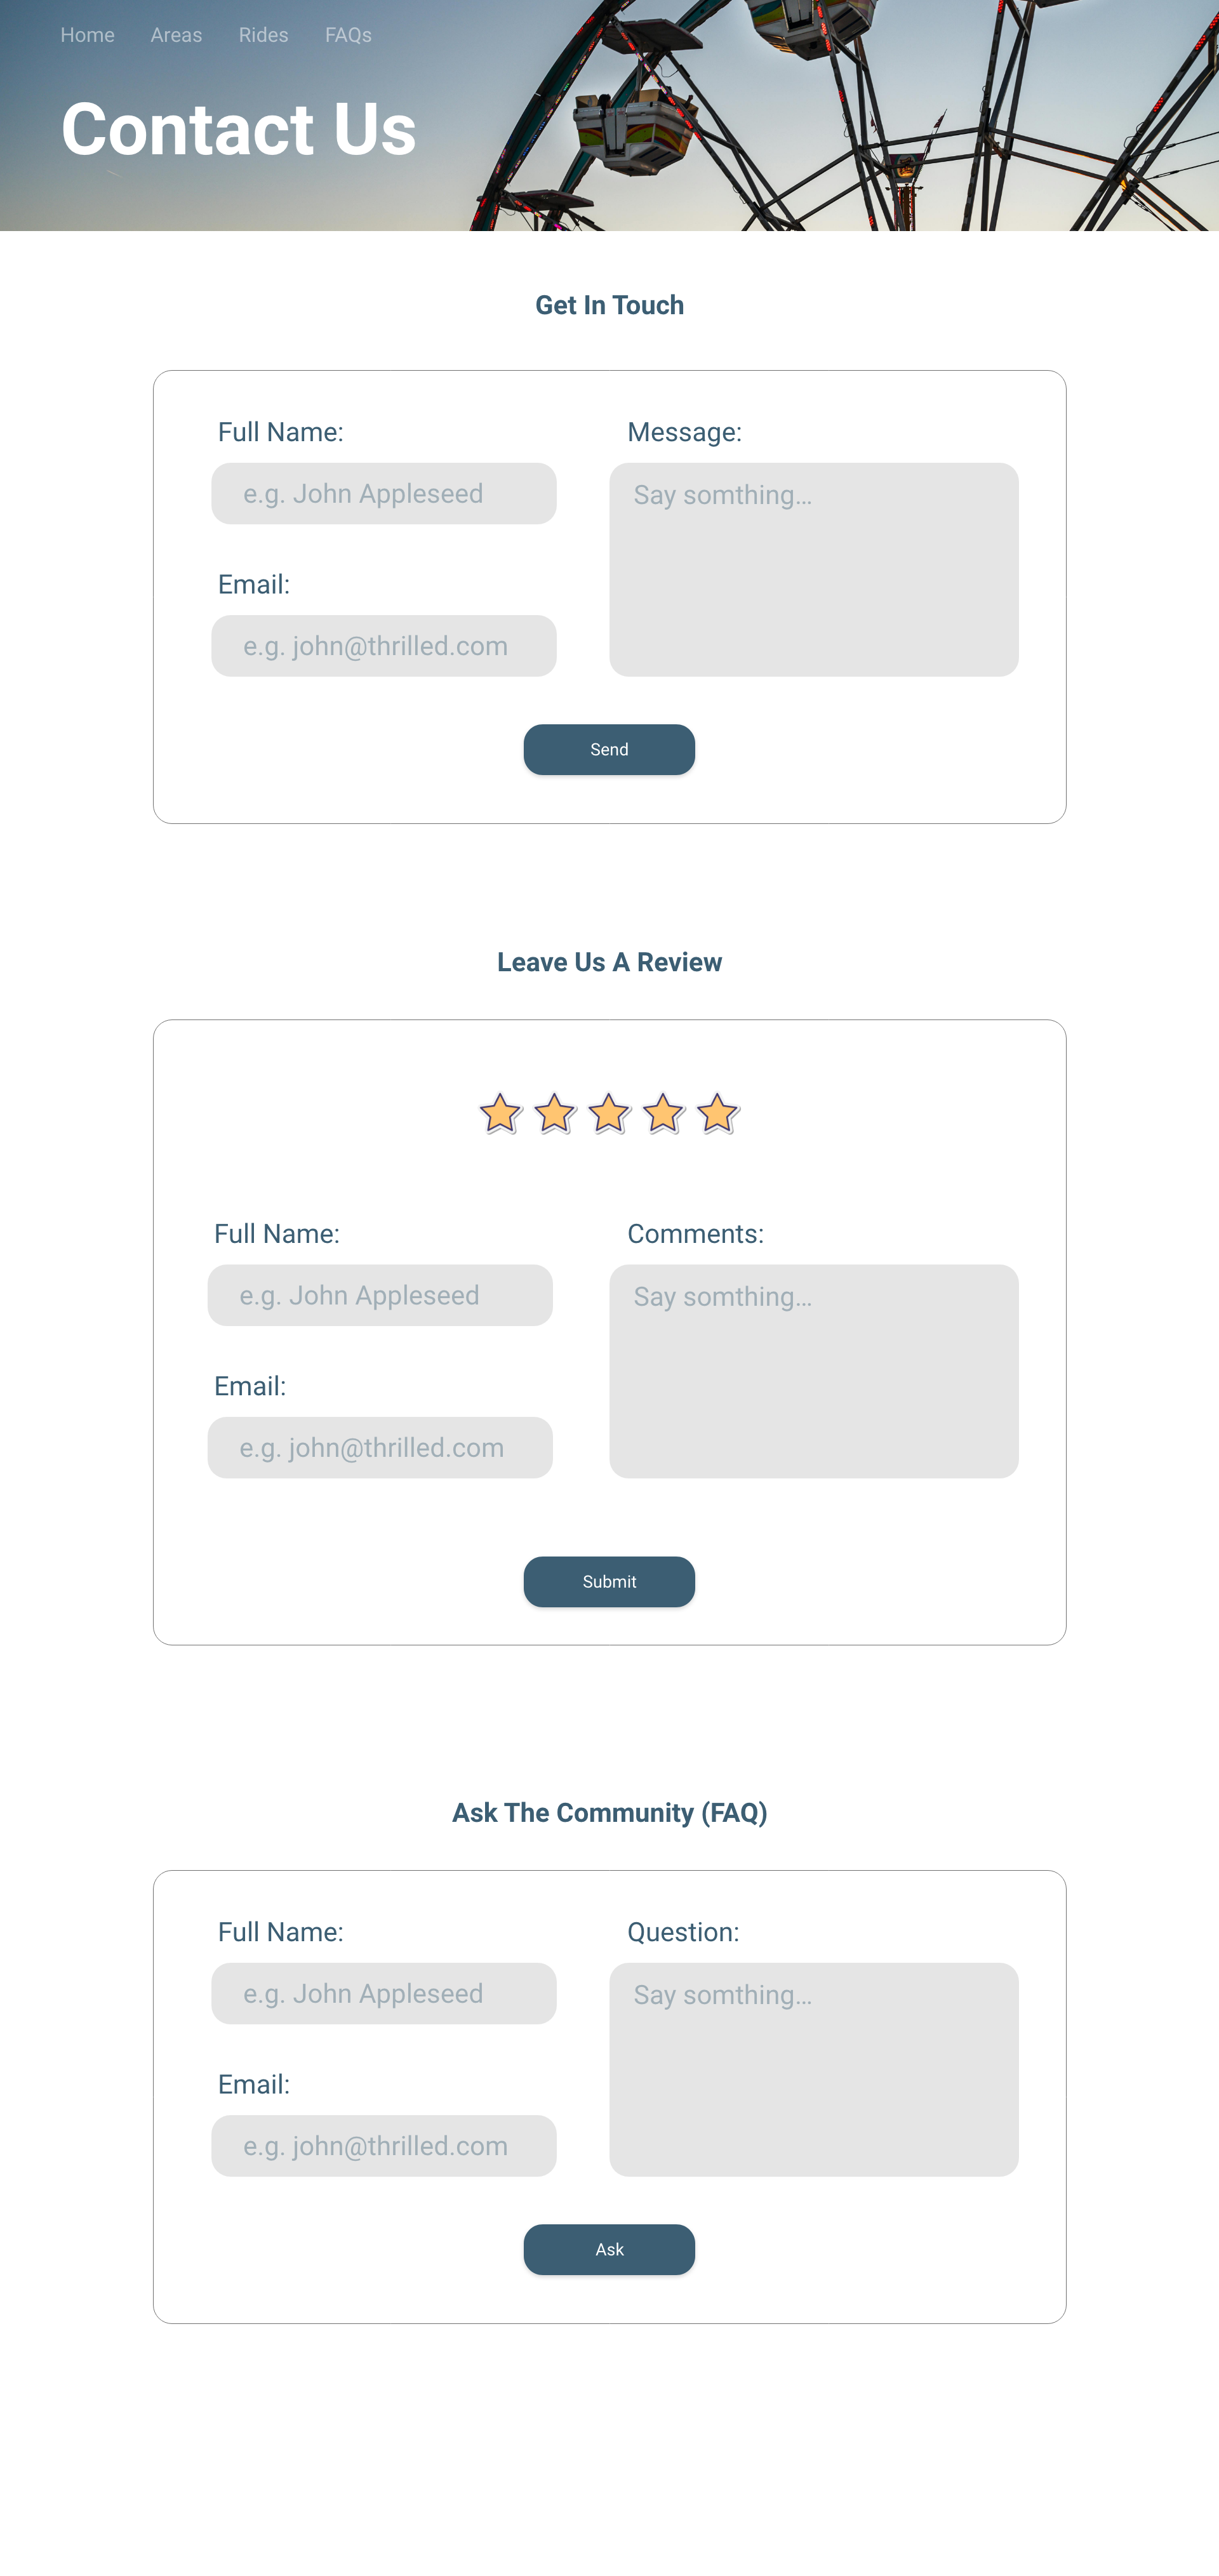 Home Areas Rides FAQs
Contact Us
Get In Touch
Full Name:
e.g. John Appleseed
Email:
e.g. john@thrilled.com
Message:
Say somthing...
Send
Leave Us A Review
Full Name:
e.g. John Appleseed
Email:
e.g. john@thrilled.com
Comments:
Say somthing...
Submit
Ask The Community (FAQ)
Full Name:
e.g. John Appleseed
Email:
e.g. john@thrilled.com
Question:
Say somthing...
Ask